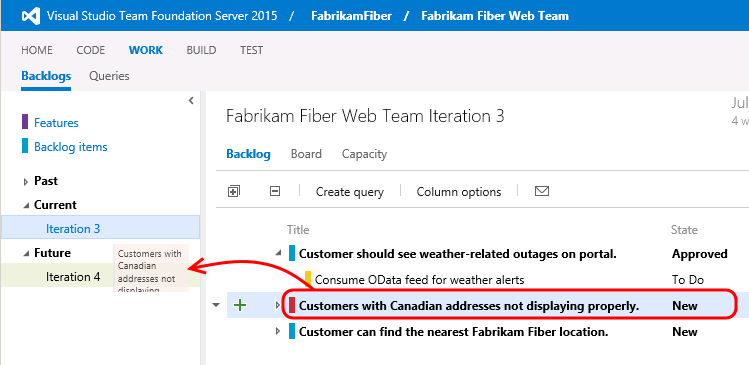 Visual Studio Team Foundation Server 2015 / FabrikamFiber / Fabrikam Fiber Web Team
HOME CODE WORK BUILD TEST
Backlogs Queries
Features
Backlog items
Past
Current
Iteration 3
Future
Iteration 4
Customers with
Canadian
addresses not
displaying
Fabrikam Fiber Web Team Iteration 3
Jul
4 w
Backlog Board Capacity
Create query Column options
Title State
Customer should see weather-related outages on portal. Approved
Consume OData feed for weather alerts To Do
Customers with Canadian addresses not displaying properly. New
Customer can find the nearest Fabrikam Fiber location. New